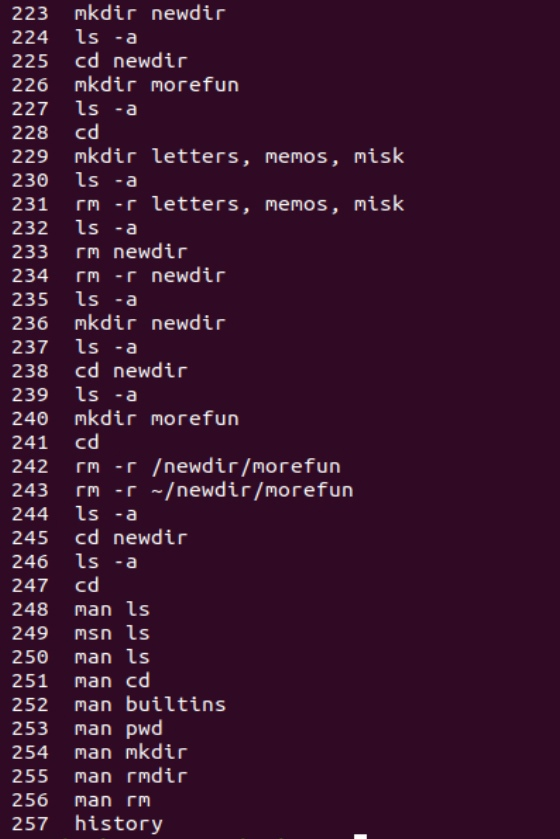 223 mkdir newdir
224 ls -a
225 cd newdir
226 mkdir morefun
227 ls -a
228 cd
229 mkdir letters, memos, misk
230 ls -a
231 rm -r letters, memos, misk
232 ls -a
233 rm newdir
234 rm -r newdir
235 ls -a
236 mkdir newdir
237 ls -a
238 cd newdir
239 ls -a
240 mkdir morefun
241 cd
242 rm -r /newdir/morefun
243 rm -r ~/newdir/morefun
244 ls -a
245 cd newdir
246 ls -a
247 cd
248 man ls
249 msn ls
250 man ls
251 man cd
252 man builtins
253 man pwd
254 man mkdir
255 man rmdir
256 man rm
257 history